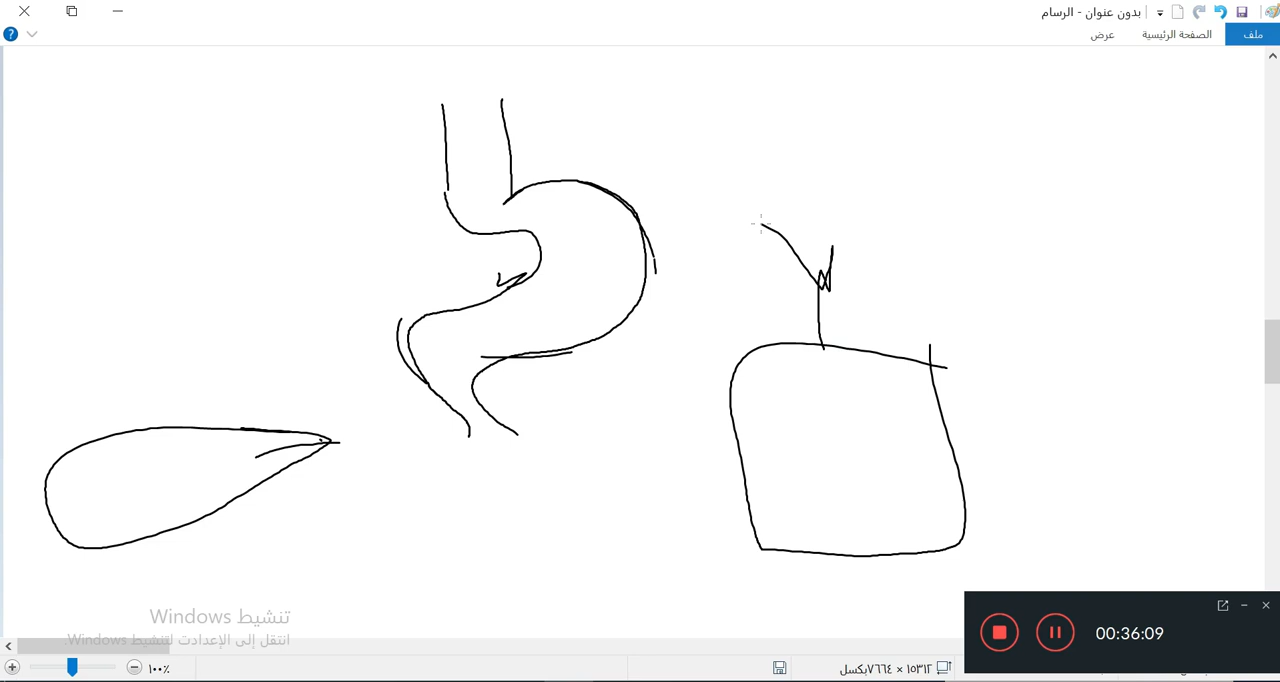 بدون عنوان - الرسام
ملف
الصفحة الرئيسية
عرض
تنشيط Windows
انتقل إلى الإعدادت لتنشيط Windows.
00:36:09
١٥٣١٢ × ٧٦٦٤بكسل
١٠٠٪